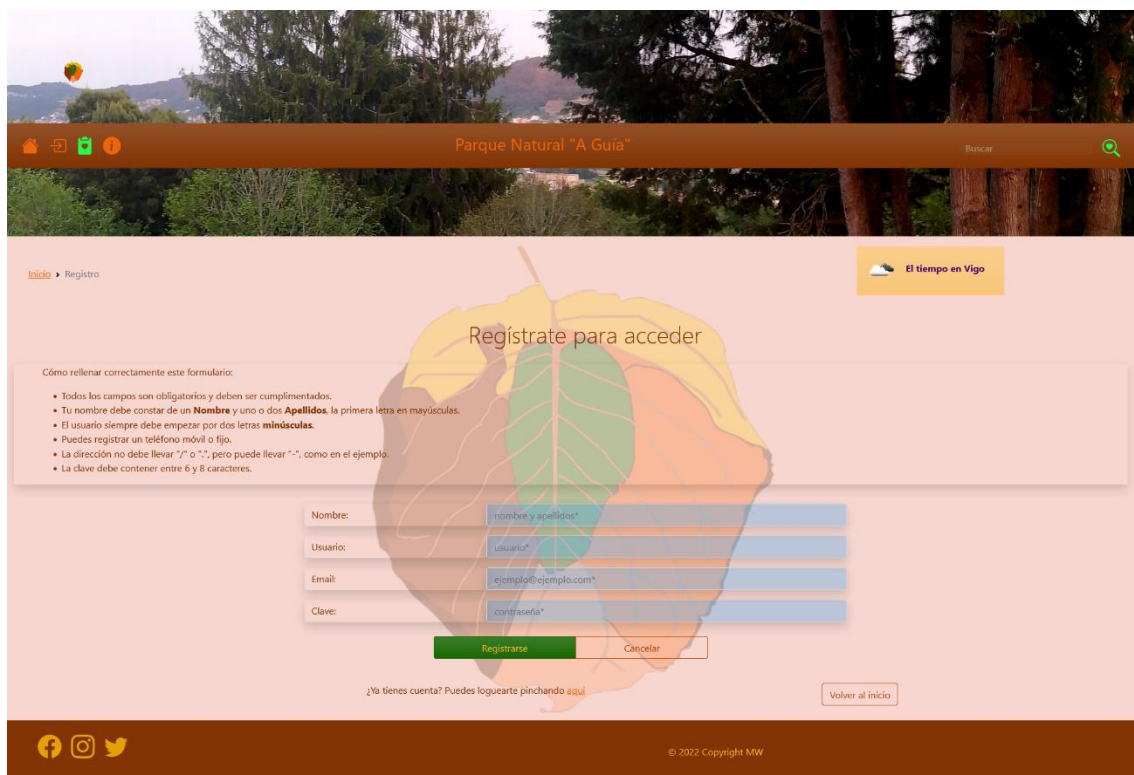 Parque Natural "A Guía"
Buscar
Inicio › Registro
El tiempo en Vigo
Regístrate para acceder
Cómo rellenar correctamente este formulario:
• Todos los campos son obligatorios y deben ser cumplimentados.
• Tu nombre debe constar de un Nombre y uno o dos Apellidos, la primera letra en mayúsculas.
• El usuario siempre debe empezar por dos letras minúsculas.
• Puedes registrar un teléfono móvil o fijo.
• La dirección no debe llevar "/" o ".", pero puede llevar "-", como en el ejemplo.
• La clave debe contener entre 6 y 8 caracteres.
Nombre: nombre y apellidos*
Usuario: usuario*
Email: ejemplo@ejemplo.com*
Clave: contraseña*
Registrarse Cancelar
¿Ya tienes cuenta? Puedes loguearte pinchando aquí
Volver al inicio
© 2022 Copyright MW